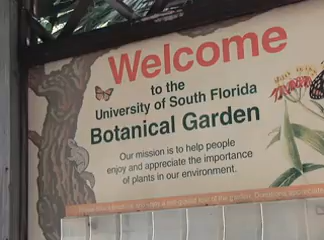 Welcome
to the
University of South Florida
Botanical Garden
Our mission is to help people
enjoy and appreciate the importance
of plants in our environment.